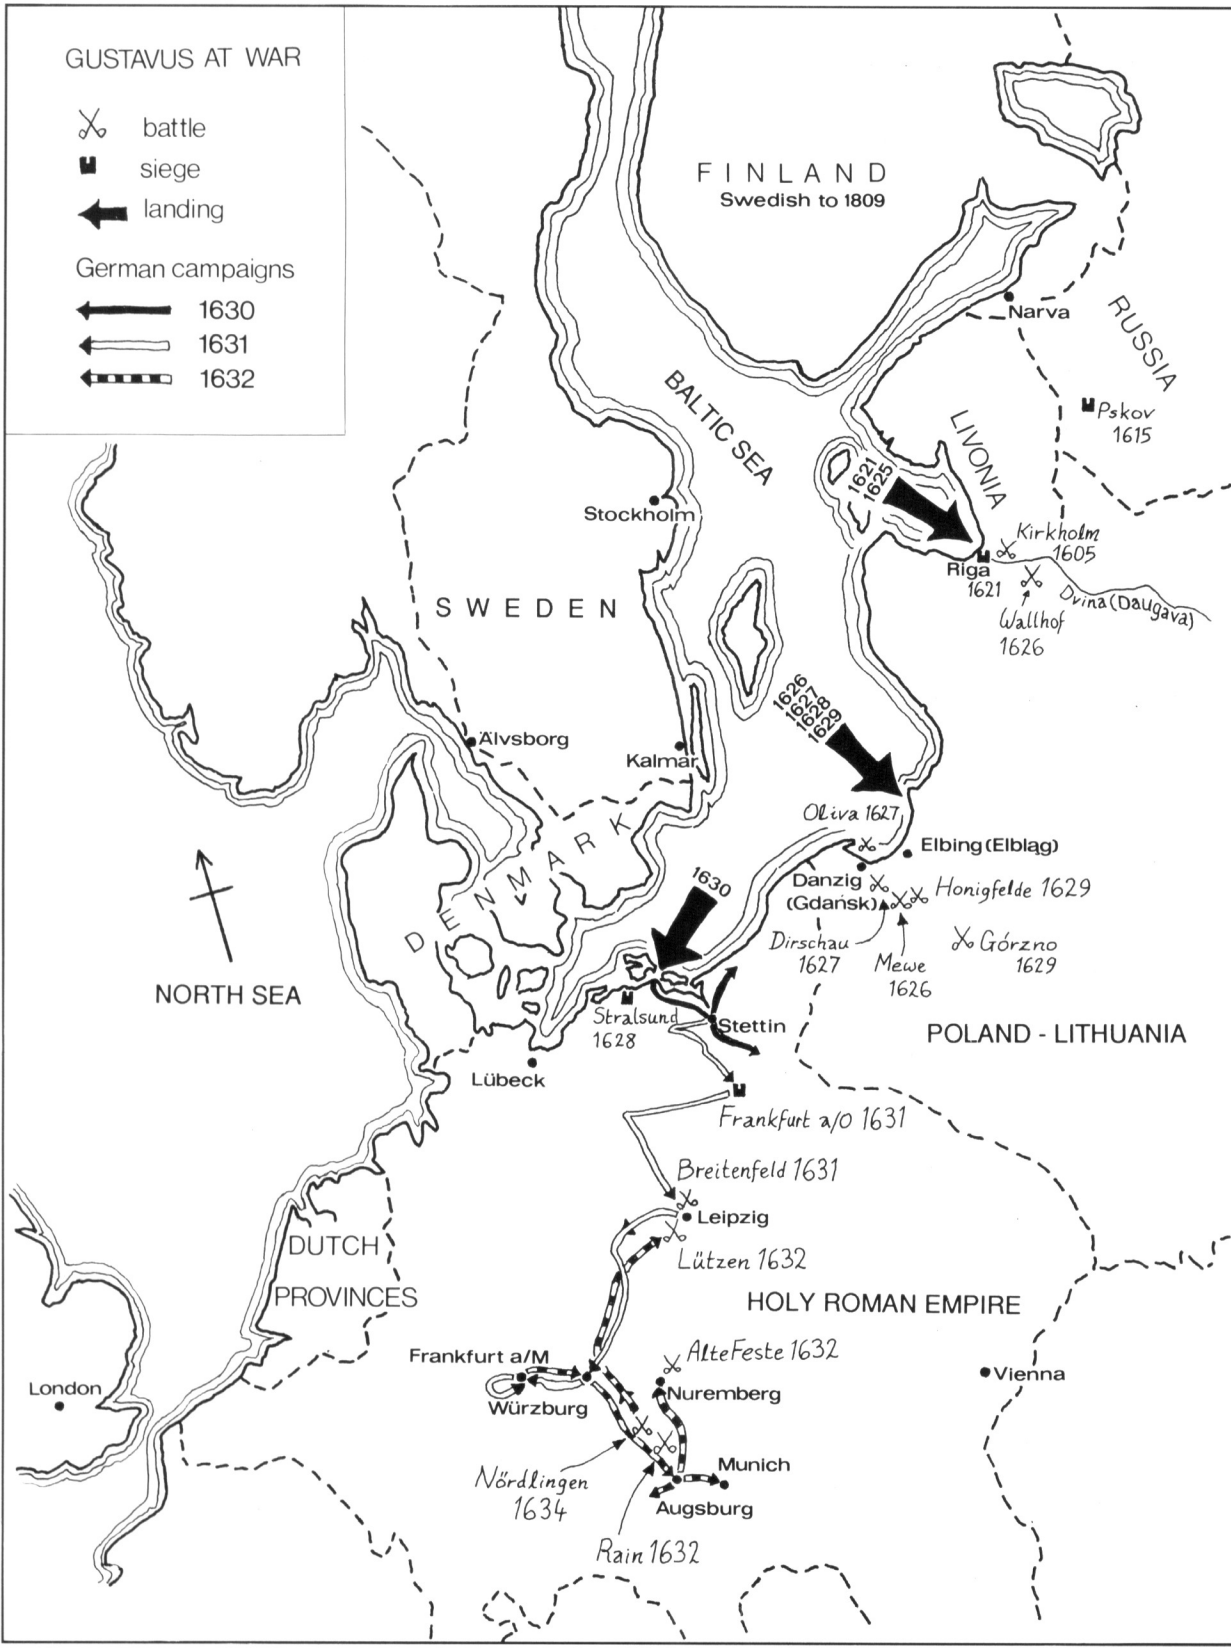 GUSTAVUS AT WAR
battle
siege
landing
German campaigns
1630
1631
1632
FINLAND
Swedish to 1809
Narva
RUSSIA
Pskov
1615
BALTIC SEA
LIVONIA
1621
1625
Stockholm
Kirkholm
1605
Riga
1621
Dvina (Daugava)
Wallhof
1626
SWEDEN
1626
1627
1628
1629
Älvsborg
Kalmar
Oliva 1627
DENMARK
Elbing (Elbląg)
1630
Danzig
(Gdańsk)
Honigfelde 1629
Dirschau
1627
Mewe
1626
Górzno
1629
NORTH SEA
Stralsund
1628
Stettin
POLAND - LITHUANIA
Lübeck
Frankfurt a/O 1631
Breitenfeld 1631
Leipzig
DUTCH
PROVINCES
Lützen 1632
HOLY ROMAN EMPIRE
Frankfurt a/M
Alte Feste 1632
London
Würzburg
Nuremberg
Vienna
Nördlingen
1634
Munich
Augsburg
Rain 1632